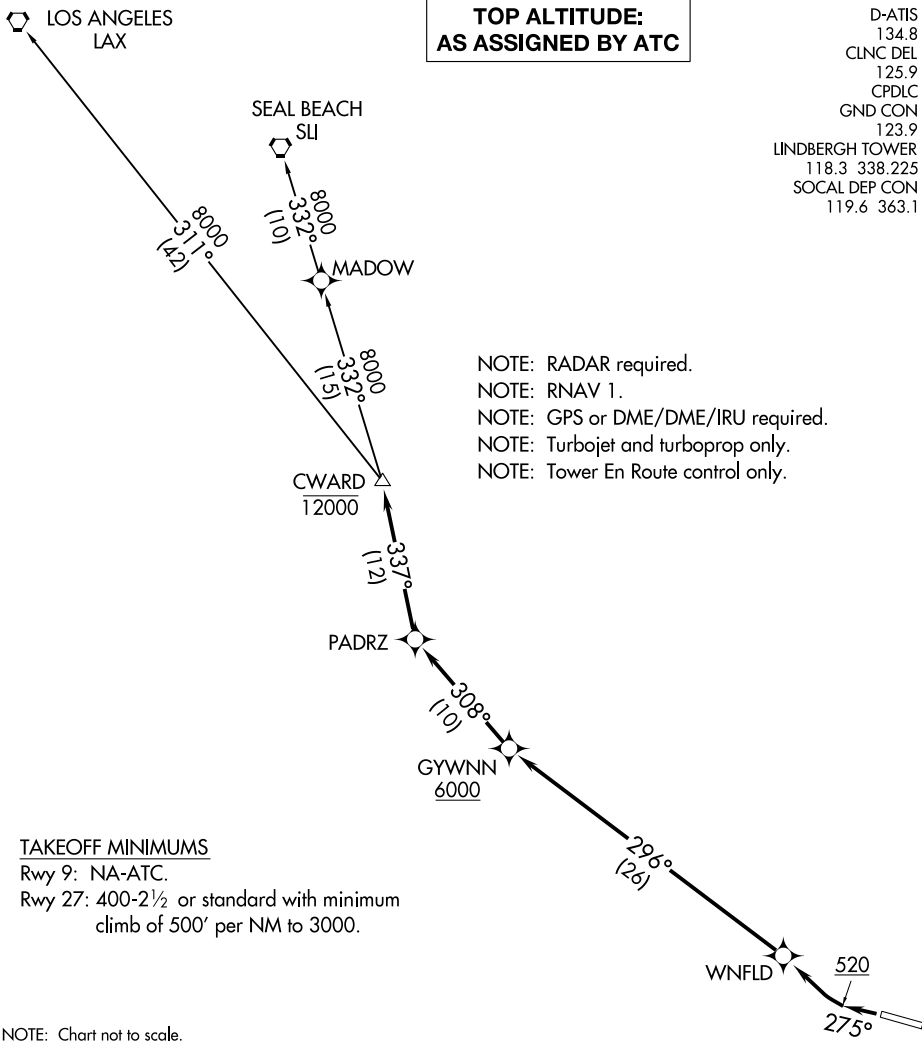 LOS ANGELES
LAX
TOP ALTITUDE:
AS ASSIGNED BY ATC
D-ATIS
134.8
CLNC DEL
125.9
CPDLC
GND CON
123.9
LINDBERGH TOWER
118.3 338.225
SOCAL DEP CON
119.6 363.1
SEAL BEACH
SLI
8000
332°
(10)
8000
311°
(42)
MADOW
8000
332°
(15)
NOTE: RADAR required.
NOTE: RNAV 1.
NOTE: GPS or DME/DME/IRU required.
NOTE: Turbojet and turboprop only.
NOTE: Tower En Route control only.
CWARD
12000
337°
(12)
PADRZ
308°
(10)
GYWNN
6000
296°
(26)
TAKEOFF MINIMUMS
Rwy 9: NA-ATC.
Rwy 27: 400-2½ or standard with minimum
climb of 500' per NM to 3000.
WNFLD
520
275°
NOTE: Chart not to scale.